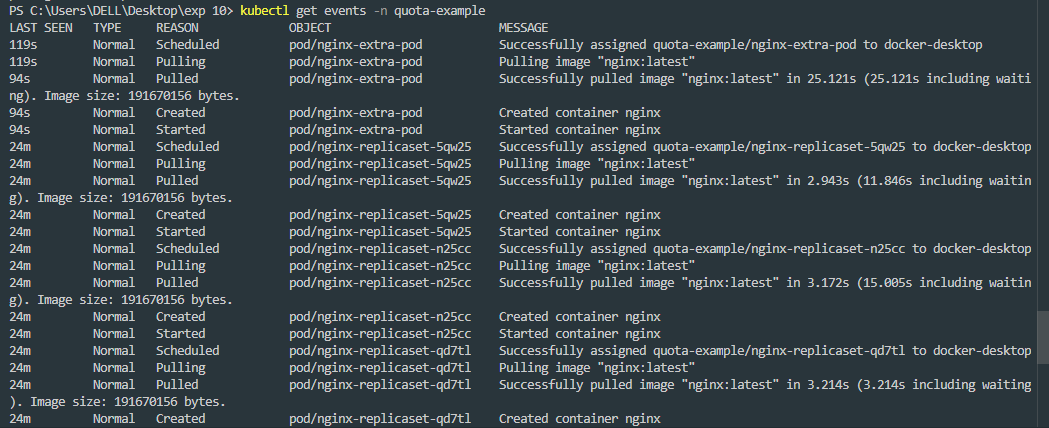 PS C:\Users\DELL\Desktop\exp 10> kubectl get events -n quota-example
LAST SEEN   TYPE     REASON      OBJECT                       MESSAGE
119s        Normal   Scheduled   pod/nginx-extra-pod          Successfully assigned quota-example/nginx-extra-pod to docker-desktop
119s        Normal   Pulling     pod/nginx-extra-pod          Pulling image "nginx:latest"
94s         Normal   Pulled      pod/nginx-extra-pod          Successfully pulled image "nginx:latest" in 25.121s (25.121s including waiti
ng). Image size: 191670156 bytes.
94s         Normal   Created     pod/nginx-extra-pod          Created container nginx
94s         Normal   Started     pod/nginx-extra-pod          Started container nginx
24m         Normal   Scheduled   pod/nginx-replicaset-5qw25   Successfully assigned quota-example/nginx-replicaset-5qw25 to docker-desktop
24m         Normal   Pulling     pod/nginx-replicaset-5qw25   Pulling image "nginx:latest"
24m         Normal   Pulled      pod/nginx-replicaset-5qw25   Successfully pulled image "nginx:latest" in 2.943s (11.846s including waitin
g). Image size: 191670156 bytes.
24m         Normal   Created     pod/nginx-replicaset-5qw25   Created container nginx
24m         Normal   Started     pod/nginx-replicaset-5qw25   Started container nginx
24m         Normal   Scheduled   pod/nginx-replicaset-n25cc   Successfully assigned quota-example/nginx-replicaset-n25cc to docker-desktop
24m         Normal   Pulling     pod/nginx-replicaset-n25cc   Pulling image "nginx:latest"
24m         Normal   Pulled      pod/nginx-replicaset-n25cc   Successfully pulled image "nginx:latest" in 3.172s (15.005s including waitin
g). Image size: 191670156 bytes.
24m         Normal   Created     pod/nginx-replicaset-n25cc   Created container nginx
24m         Normal   Started     pod/nginx-replicaset-n25cc   Started container nginx
24m         Normal   Scheduled   pod/nginx-replicaset-qd7tl   Successfully assigned quota-example/nginx-replicaset-qd7tl to docker-desktop
24m         Normal   Pulling     pod/nginx-replicaset-qd7tl   Pulling image "nginx:latest"
24m         Normal   Pulled      pod/nginx-replicaset-qd7tl   Successfully pulled image "nginx:latest" in 3.214s (3.214s including waiting
). Image size: 191670156 bytes.
24m         Normal   Created     pod/nginx-replicaset-qd7tl   Created container nginx